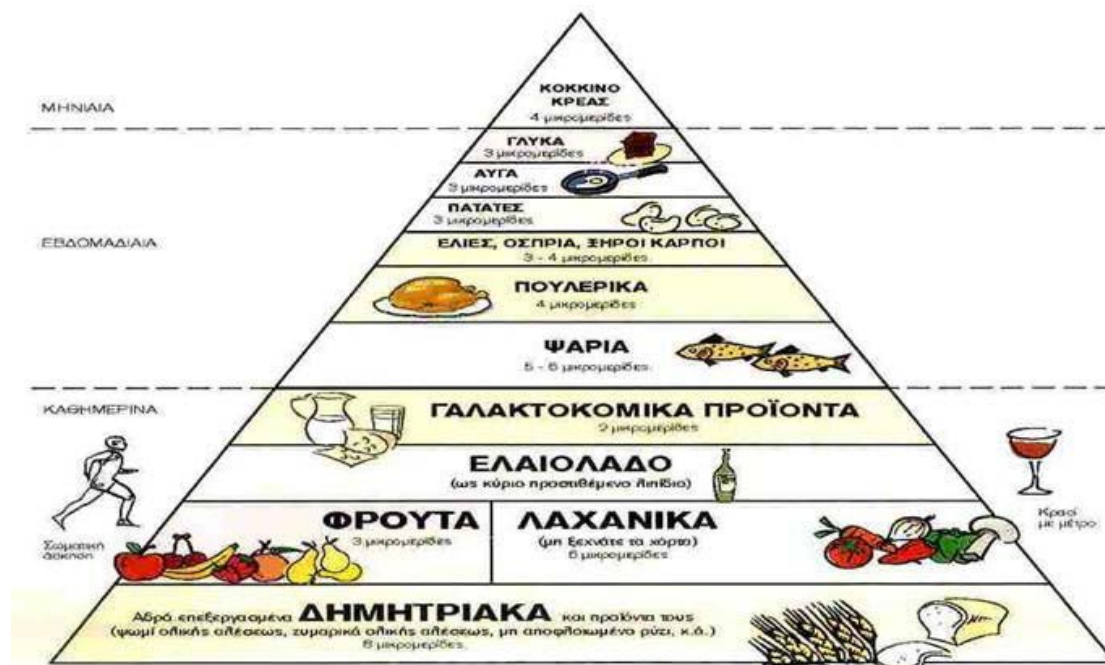 ΜΗΝΙΑΙΑ
ΚΟΚΚΙΝΟ
ΚΡΕΑΣ
4 μικρομερίδες
ΓΛΥΚΑ
3 μικρομερίδες
ΑΥΓΑ
3 μικρομερίδες
ΠΑΤΑΤΕΣ
3 μικρομερίδες
ΕΒΔΟΜΑΔΙΑΙΑ
ΕΛΙΕΣ, ΟΣΠΡΙΑ, ΞΗΡΟΙ ΚΑΡΠΟΙ
3 - 4 μικρομερίδες
ΠΟΥΛΕΡΙΚΑ
4 μικρομερίδες
ΨΑΡΙΑ
5 - 6 μικρομερίδες
ΚΑΘΗΜΕΡΙΝΑ
ΓΑΛΑΚΤΟΚΟΜΙΚΑ ΠΡΟΪΟΝΤΑ
2 μικρομερίδες
ΕΛΑΙΟΛΑΔΟ
(ως κύριο προστιθέμενο λιπίδιο)
Σωματική
άσκηση
ΦΡΟΥΤΑ
3 μικρομερίδες
ΛΑΧΑΝΙΚΑ
(μη ξεχνάτε τα χόρτα)
6 μικρομερίδες
Κρασί
με μέτρο
Αδρά επεξεργασμένα ΔΗΜΗΤΡΙΑΚΑ και προϊόντα τους
(ψωμί ολικής αλέσεως, ζυμαρικά ολικής αλέσεως, μη αποφλοιωμένο ρύζι, κ.ά.)
8 μικρομερίδες